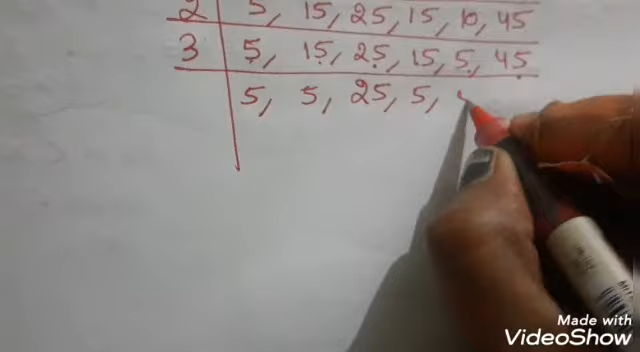 2 5, 15, 25, 15, 10, 45
3 5, 15, 25, 15, 5, 45
5, 5, 25, 5,
Made with
VideoShow